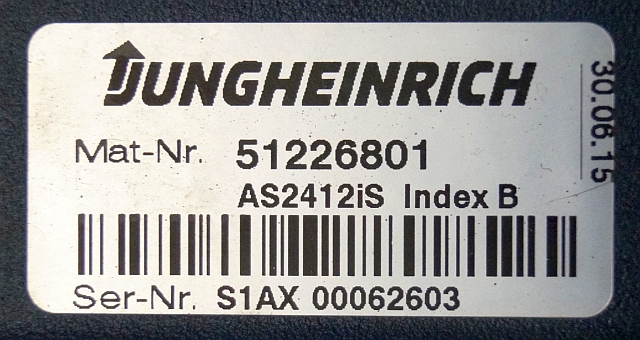 JUNGHEINRICH
30.06.15
Mat-Nr. 51226801
AS2412iS Index B
Ser-Nr. S1AX 00062603